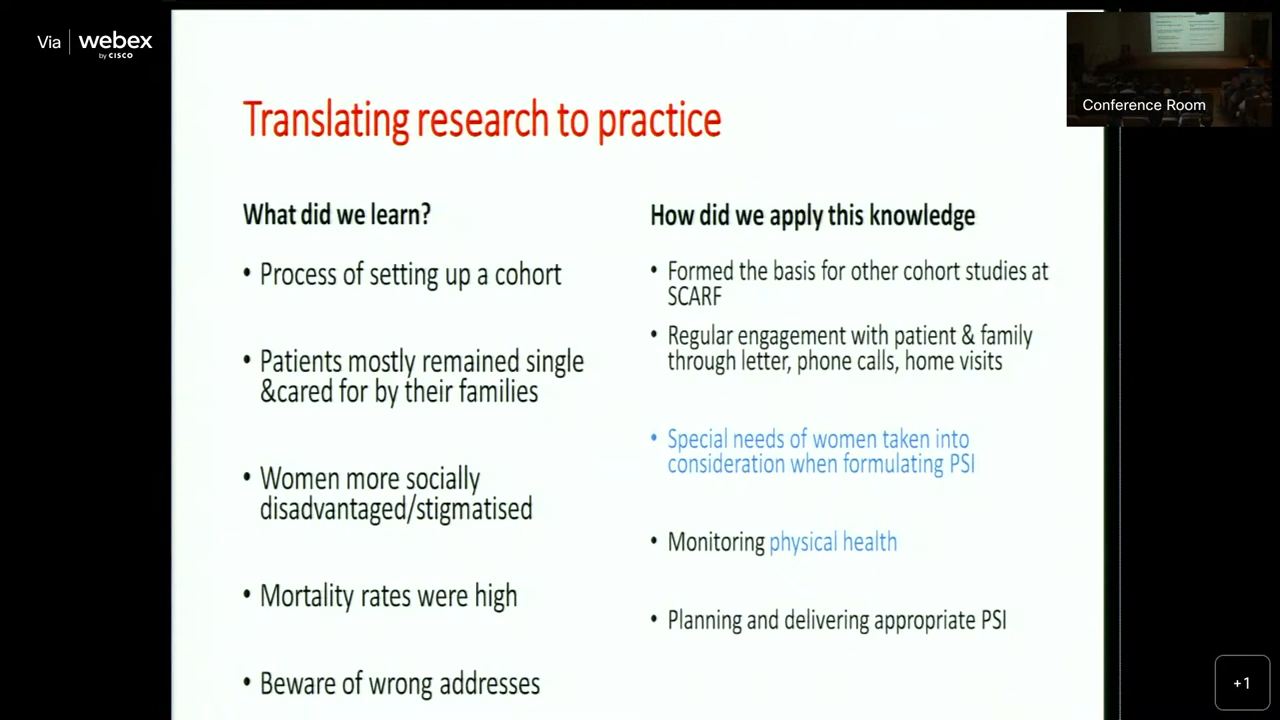 Via webex
by CISCO
Conference Room
Translating research to practice
What did we learn?
• Process of setting up a cohort
• Patients mostly remained single
&cared for by their families
• Women more socially
disadvantaged/stigmatised
• Mortality rates were high
• Beware of wrong addresses
How did we apply this knowledge
• Formed the basis for other cohort studies at
SCARF
• Regular engagement with patient & family
through letter, phone calls, home visits
• Special needs of women taken into
consideration when formulating PSI
• Monitoring physical health
• Planning and delivering appropriate PSI
+1